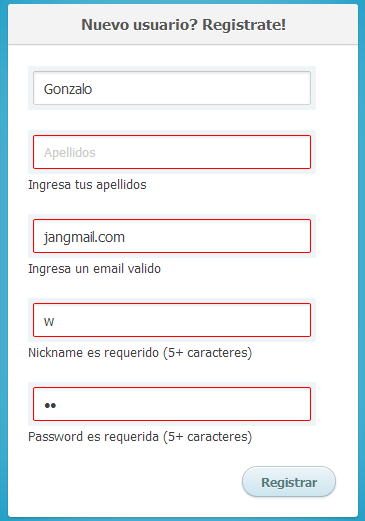 Nuevo usuario? Registrate!
Gonzalo
Apellidos
Ingresa tus apellidos
jangmail.com
Ingresa un email valido
w
Nickname es requerido (5+ caracteres)
••
Password es requerida (5+ caracteres)
Registrar